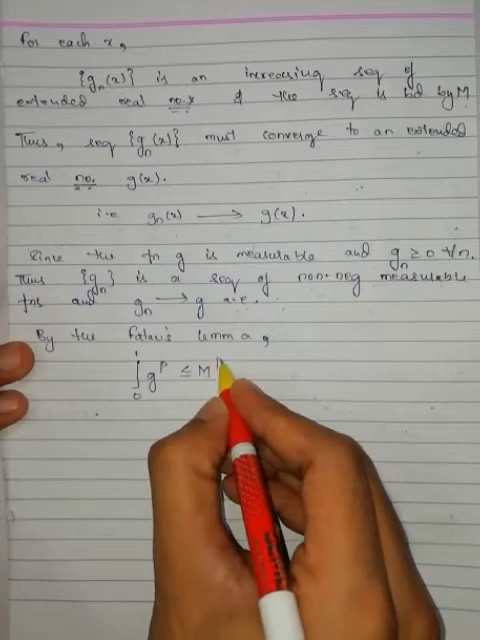 For each x,
{gₙ(x)} is an increasing seq of
extended real no.s & the seq is bd by M
Thus, seq {gₙ(x)} must converge to an extended
real no. g(x).
i.e gₙ(x) ⟶ g(x).
Since the fn g is measurable and gₙ ≥ 0 ∀n.
Thus {gₙ} is a seq of non-neg measurable
fns and gₙ ⟶ g a.e.
By the Fatou's lemma,
∫₀¹ gᵖ ≤ M